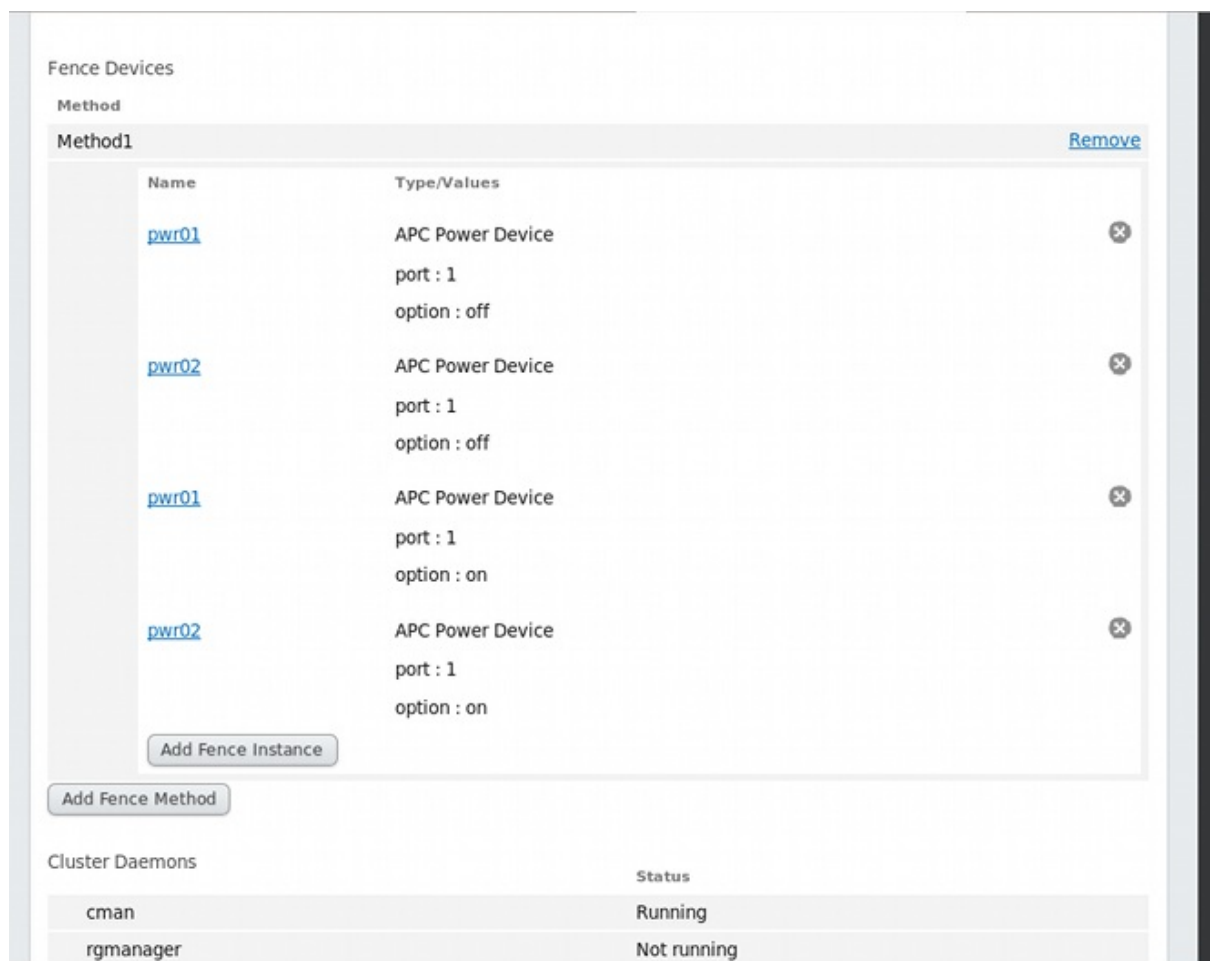 Fence Devices
Method
Method1 Remove
Name Type/Values
pwr01 APC Power Device
port : 1
option : off
pwr02 APC Power Device
port : 1
option : off
pwr01 APC Power Device
port : 1
option : on
pwr02 APC Power Device
port : 1
option : on
Add Fence Instance
Add Fence Method
Cluster Daemons
Status
cman Running
rgmanager Not running